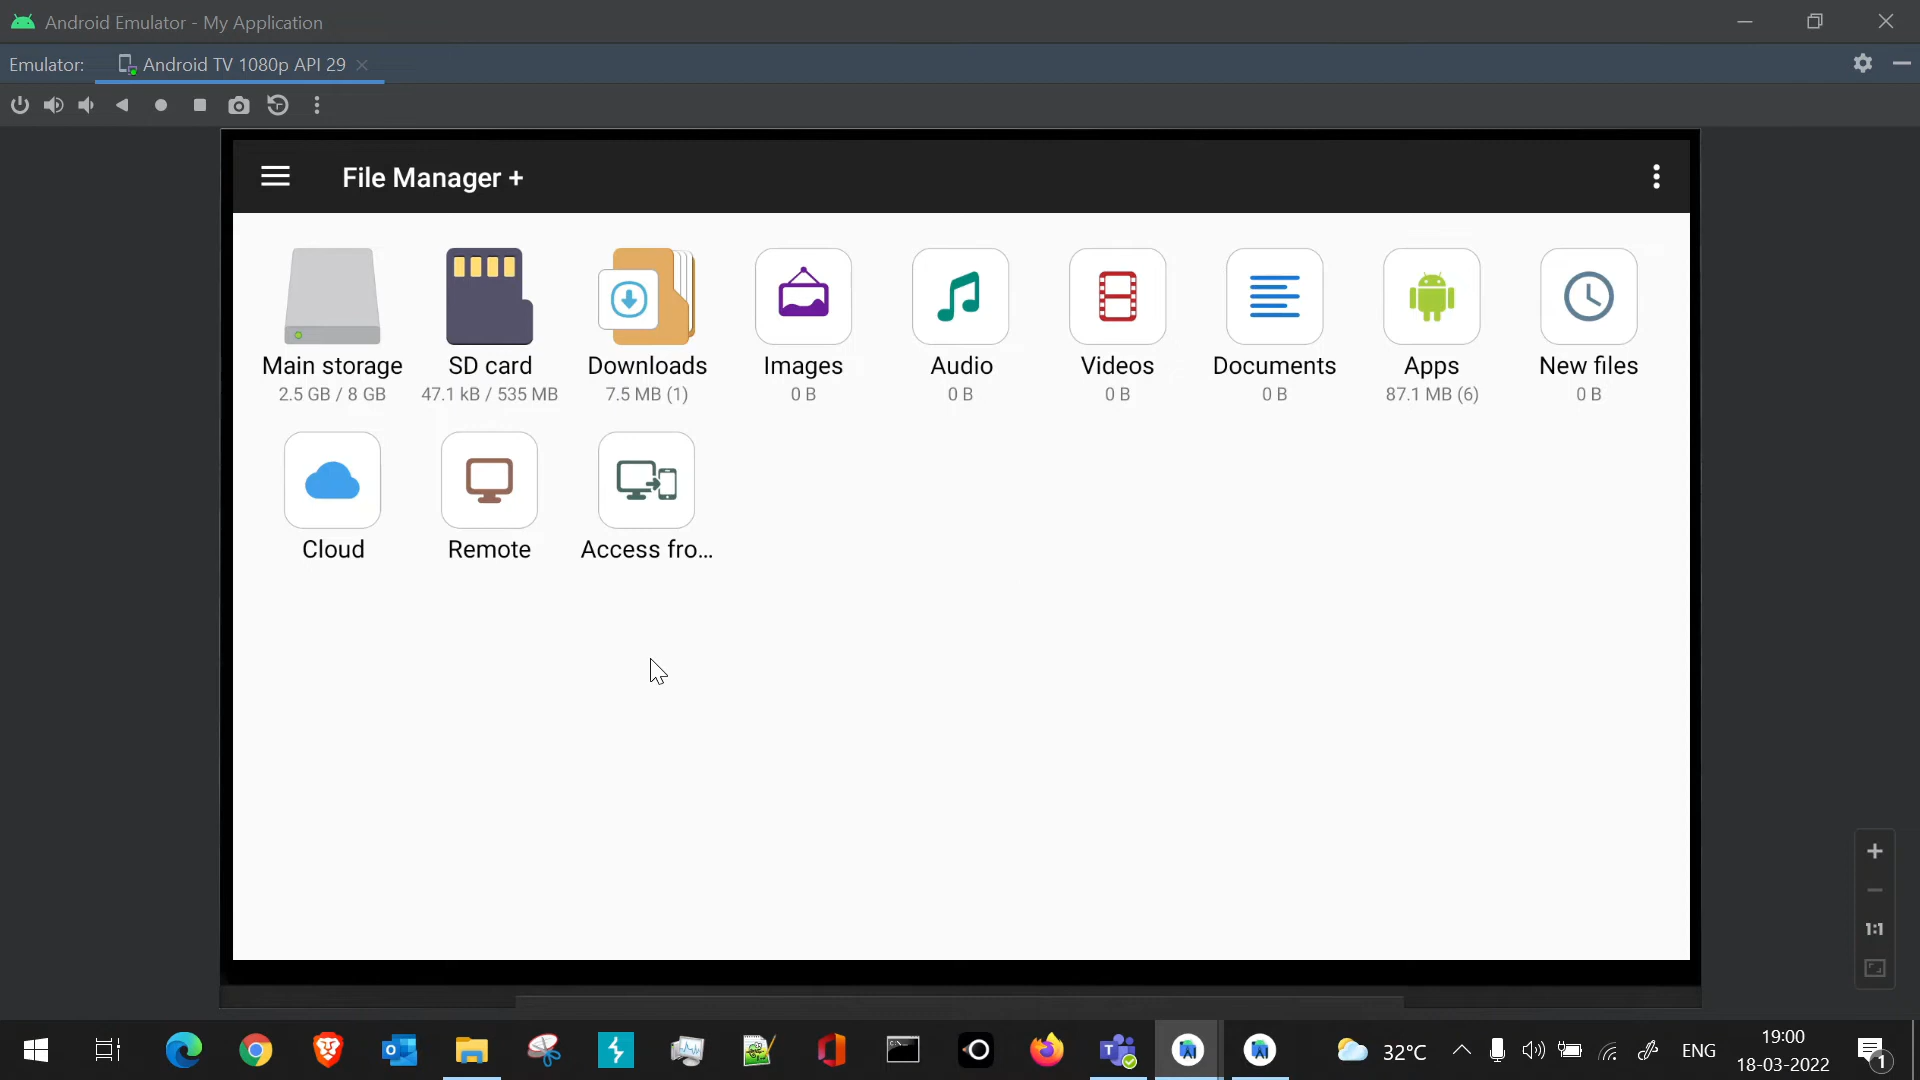 Android Emulator - My Application
Emulator: Android TV 1080p API 29
File Manager +
Main storage SD card Downloads Images Audio Videos Documents Apps New files
2.5 GB / 8 GB 47.1 kB / 535 MB 7.5 MB (1) 0 B 0 B 0 B 0 B 87.1 MB (6) 0 B
Cloud Remote Access fro...
1:1
32°C ENG 19:00
18-03-2022
1